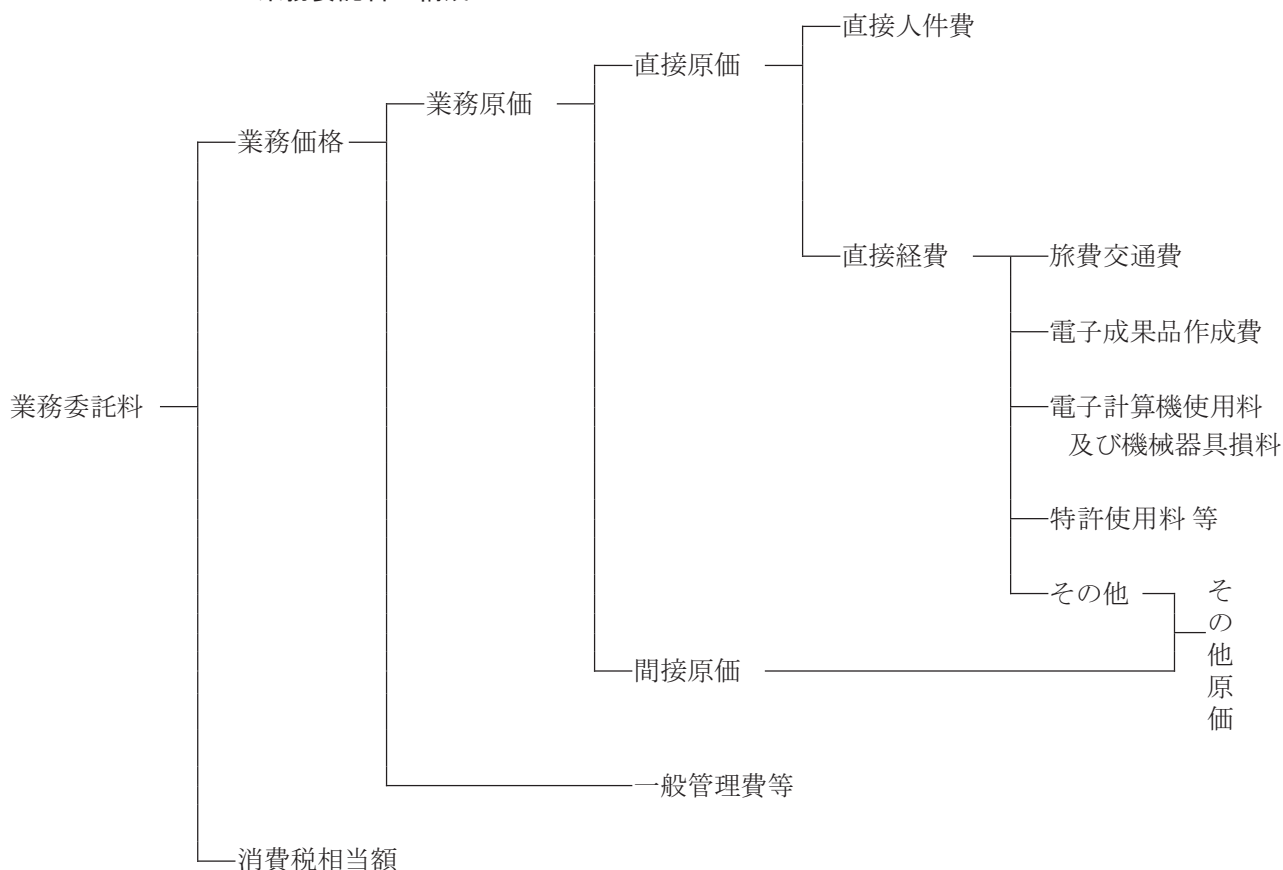 直接人件費
直接原価
業務原価
業務価格
直接経費
旅費交通費
電子成果品作成費
業務委託料
電子計算機使用料
及び機械器具損料
特許使用料 等
その他
その他原価
間接原価
一般管理費等
消費税相当額